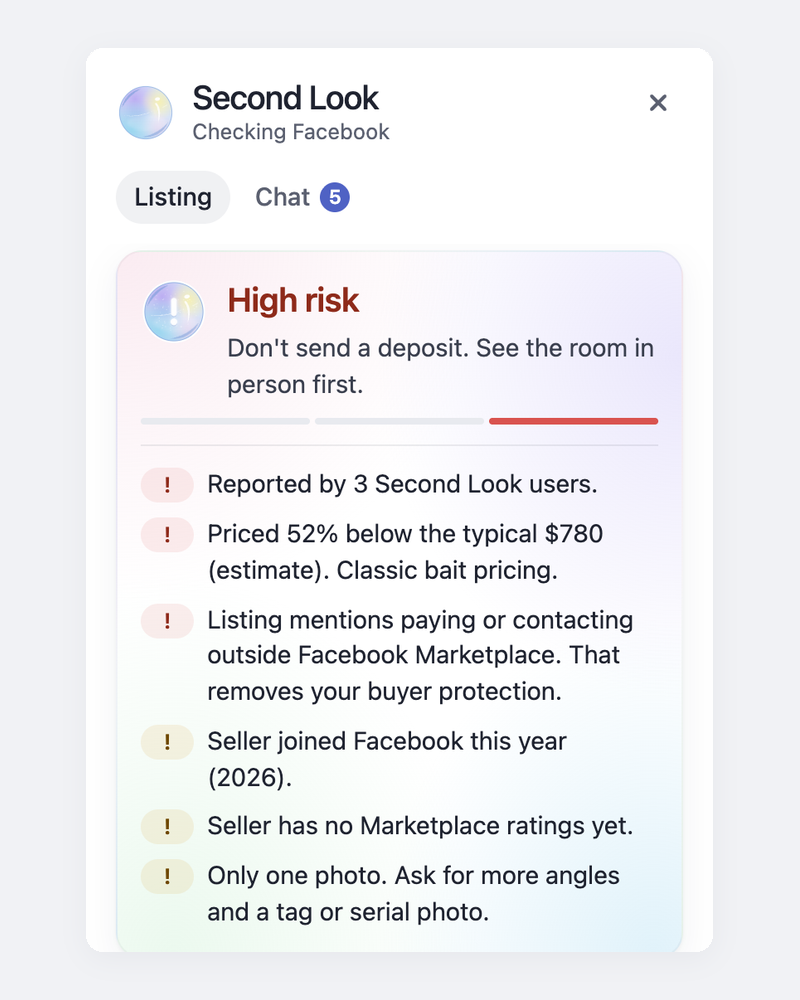 Second Look
Checking Facebook
Listing
Chat 5
High risk
Don't send a deposit. See the room in
person first.
! Reported by 3 Second Look users.
! Priced 52% below the typical $780
(estimate). Classic bait pricing.
! Listing mentions paying or contacting
outside Facebook Marketplace. That
removes your buyer protection.
! Seller joined Facebook this year
(2026).
! Seller has no Marketplace ratings yet.
! Only one photo. Ask for more angles
and a tag or serial photo.